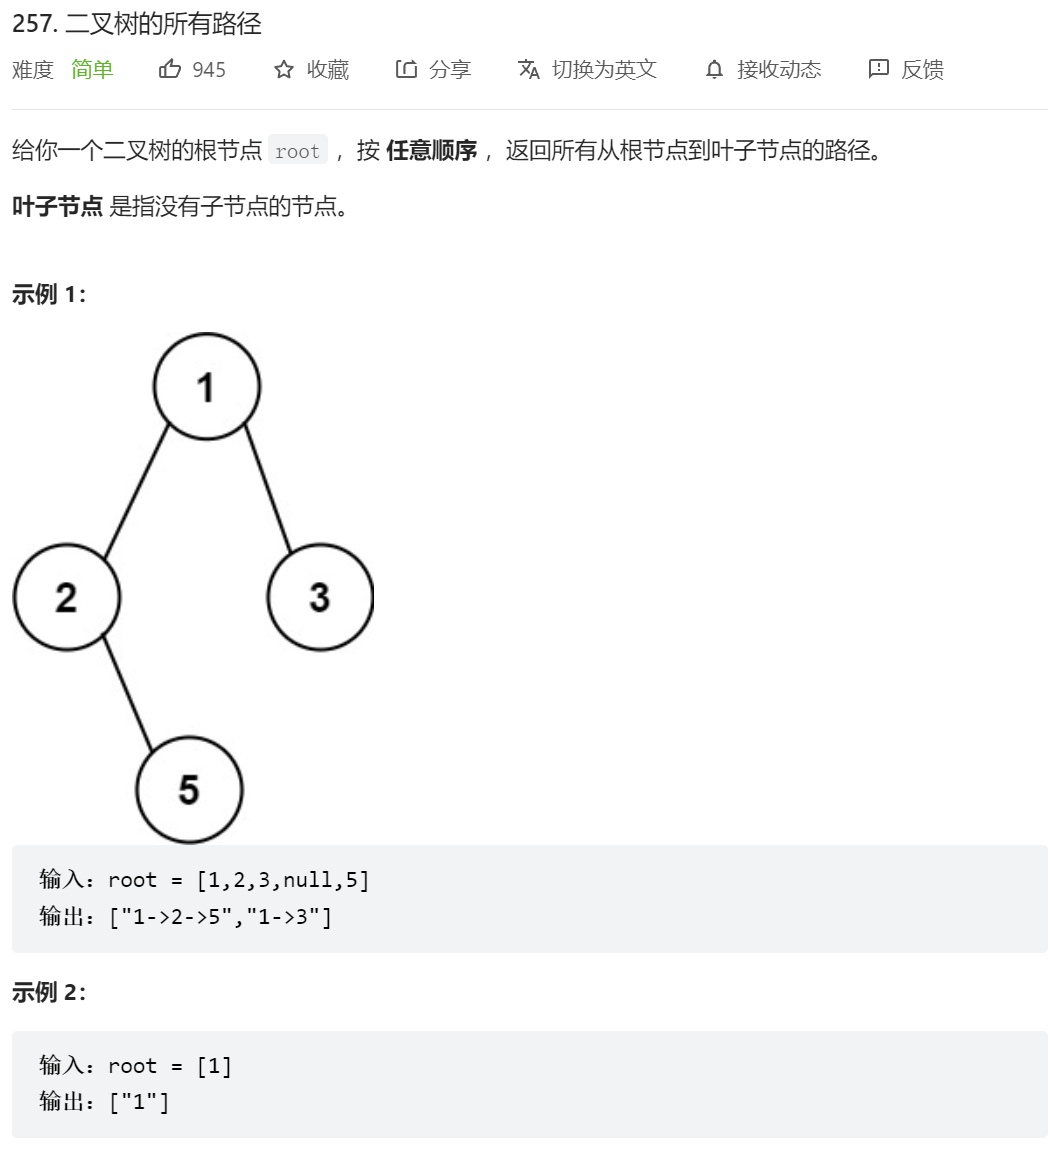 257. 二叉树的所有路径
难度 简单 945 收藏 分享 切换为英文 接收动态 反馈
给你一个二叉树的根节点 root ，按 任意顺序 ，返回所有从根节点到叶子节点的路径。
叶子节点 是指没有子节点的节点。
示例 1：
1
2 3
5
输入：root = [1,2,3,null,5]
输出：["1->2->5","1->3"]
示例 2：
输入：root = [1]
输出：["1"]